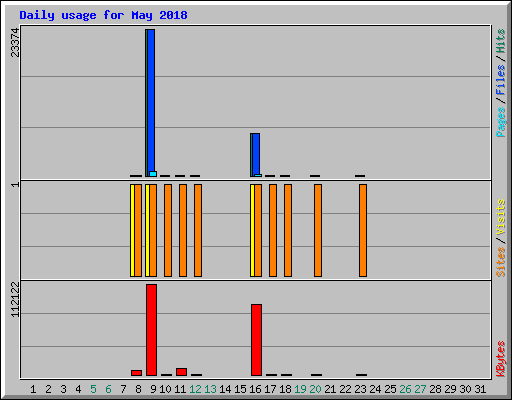 Daily usage for May 2018
23374
Pages / Files / Hits
1
Sites / Visits
112122
KBytes
1 2 3 4 5 6 7 8 9 10 11 12 13 14 15 16 17 18 19 20 21 22 23 24 25 26 27 28 29 30 31